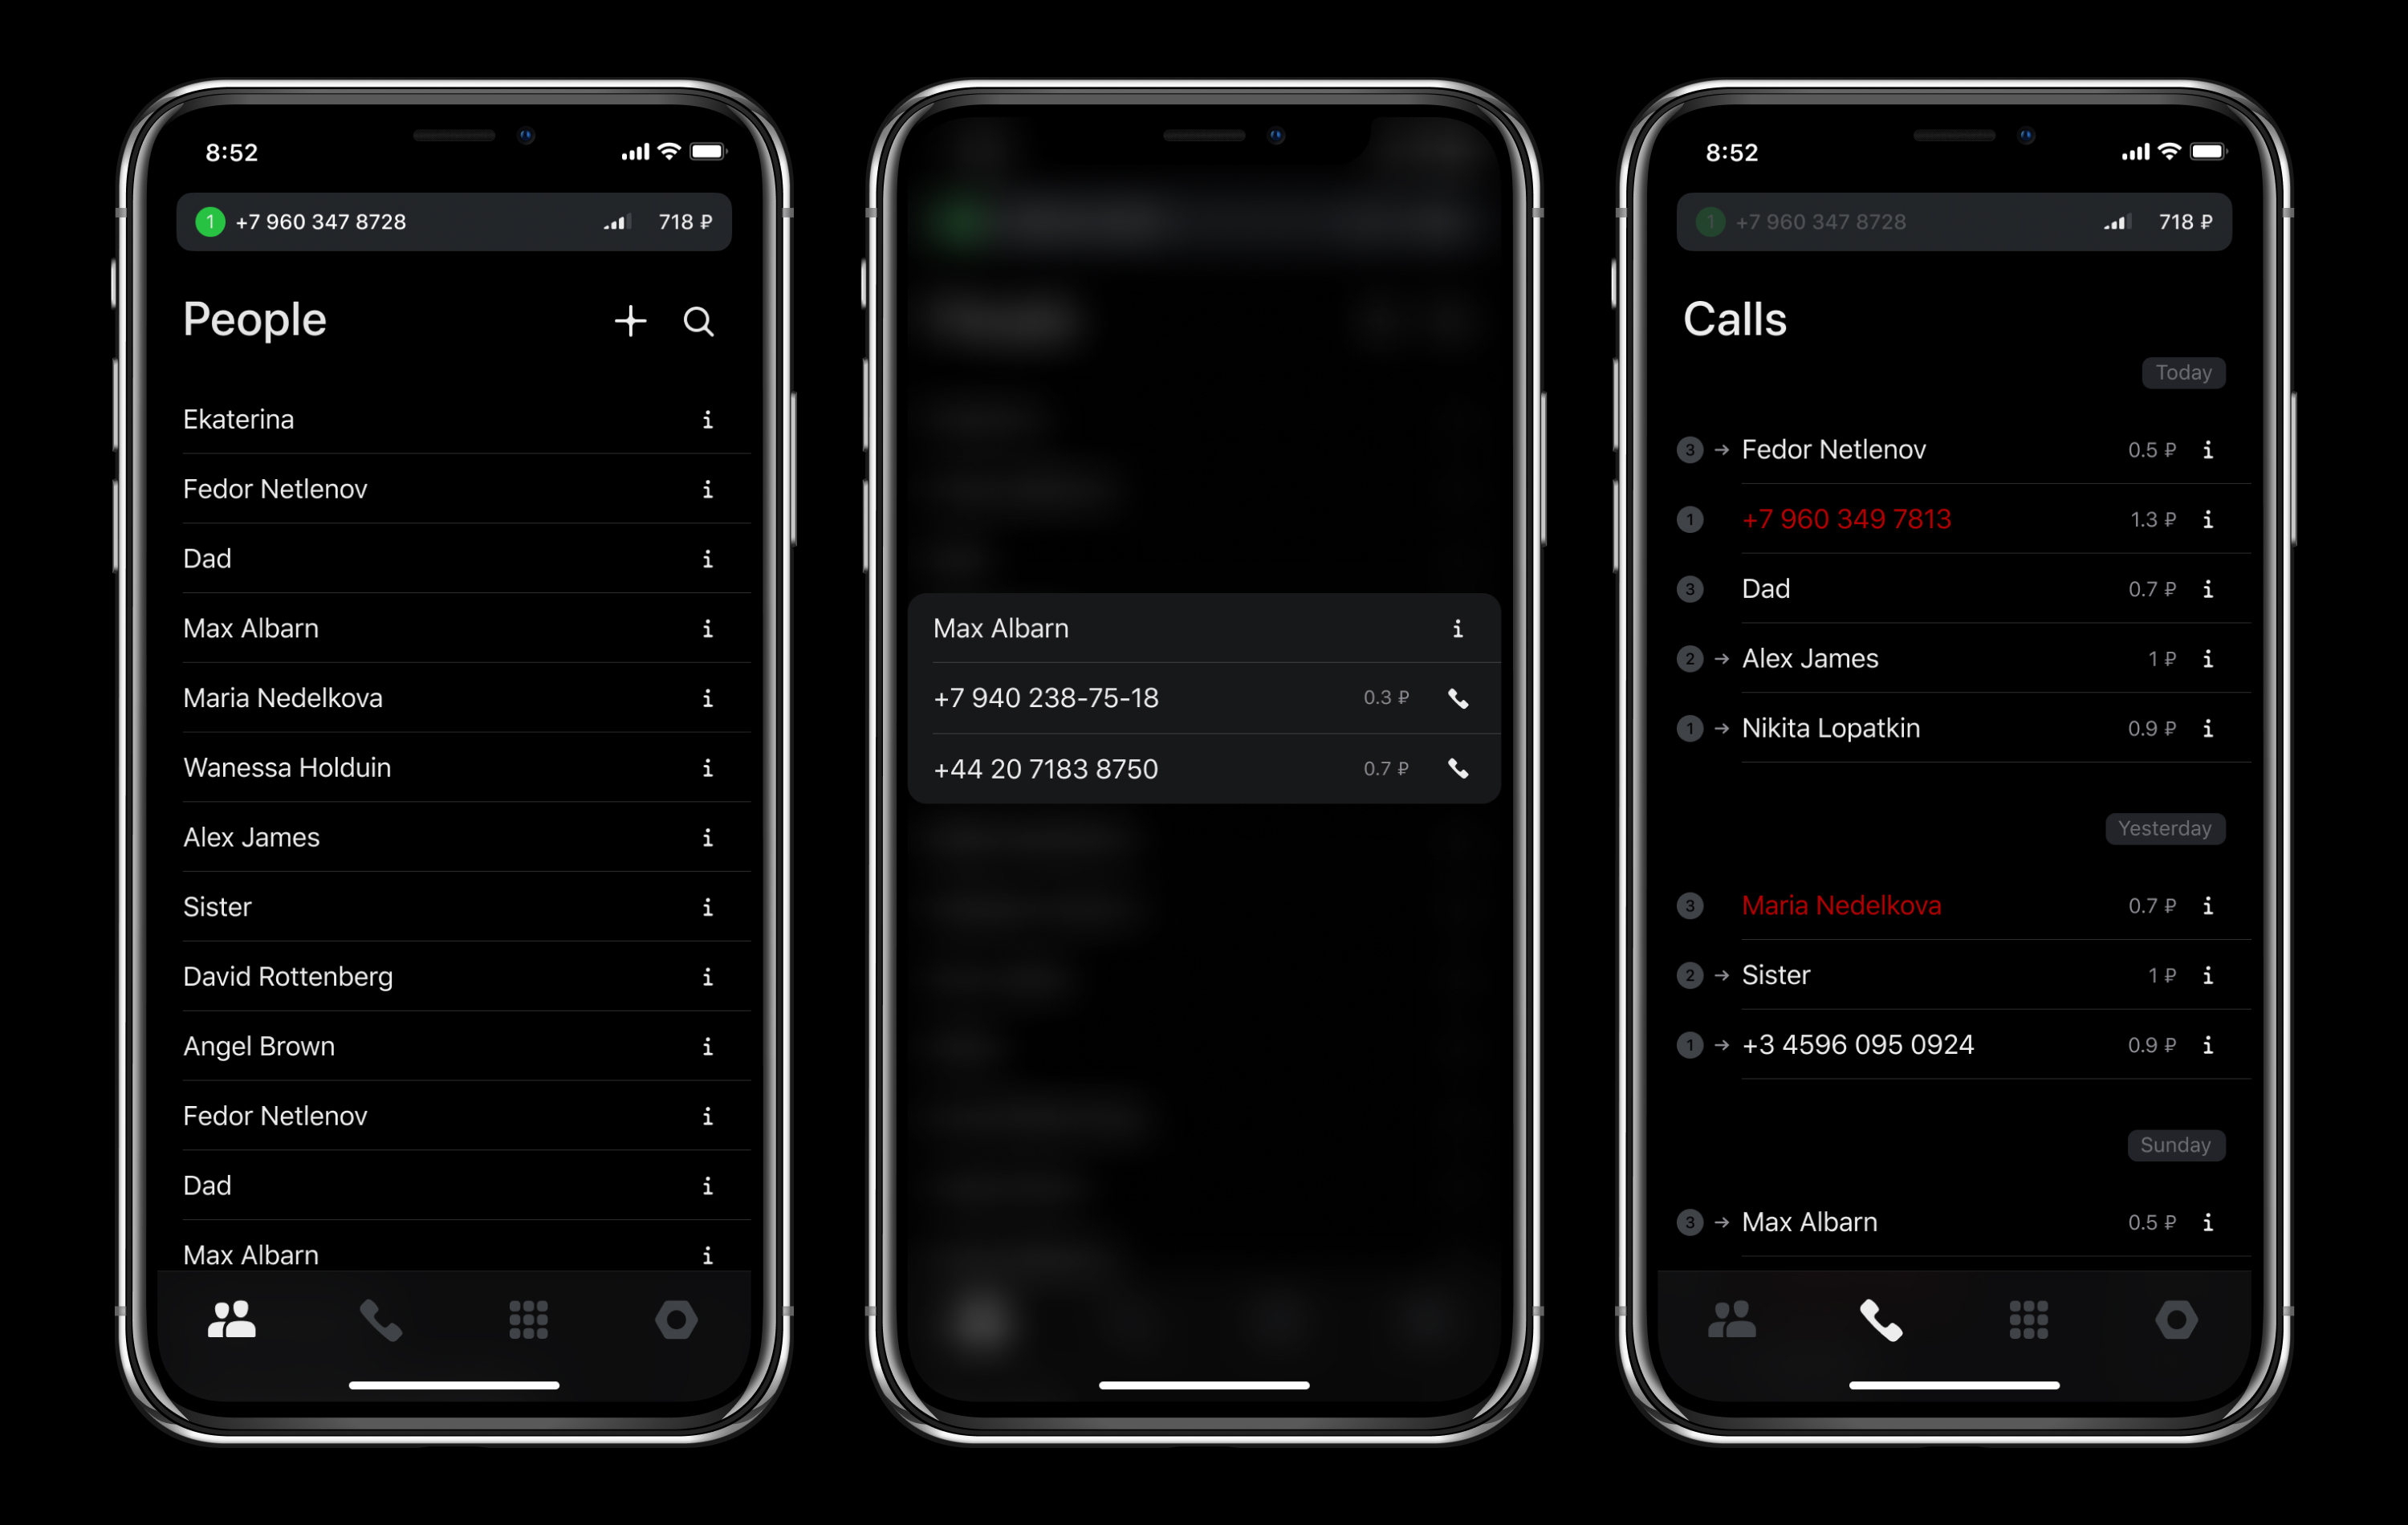 8:52
1 +7 960 347 8728 718 ₽
People
Ekaterina i
Fedor Netlenov i
Dad i
Max Albarn i
Maria Nedelkova i
Wanessa Holduin i
Alex James i
Sister i
David Rottenberg i
Angel Brown i
Fedor Netlenov i
Dad i
Max Albarn i
Max Albarn i
+7 940 238-75-18 0.3 ₽
+44 20 7183 8750 0.7 ₽
8:52
1 +7 960 347 8728 718 ₽
Calls
Today
3 → Fedor Netlenov 0.5 ₽ i
1 +7 960 349 7813 1.3 ₽ i
3 Dad 0.7 ₽ i
2 → Alex James 1 ₽ i
1 → Nikita Lopatkin 0.9 ₽ i
Yesterday
3 Maria Nedelkova 0.7 ₽ i
2 → Sister 1 ₽ i
1 → +3 4596 095 0924 0.9 ₽ i
Sunday
3 → Max Albarn 0.5 ₽ i